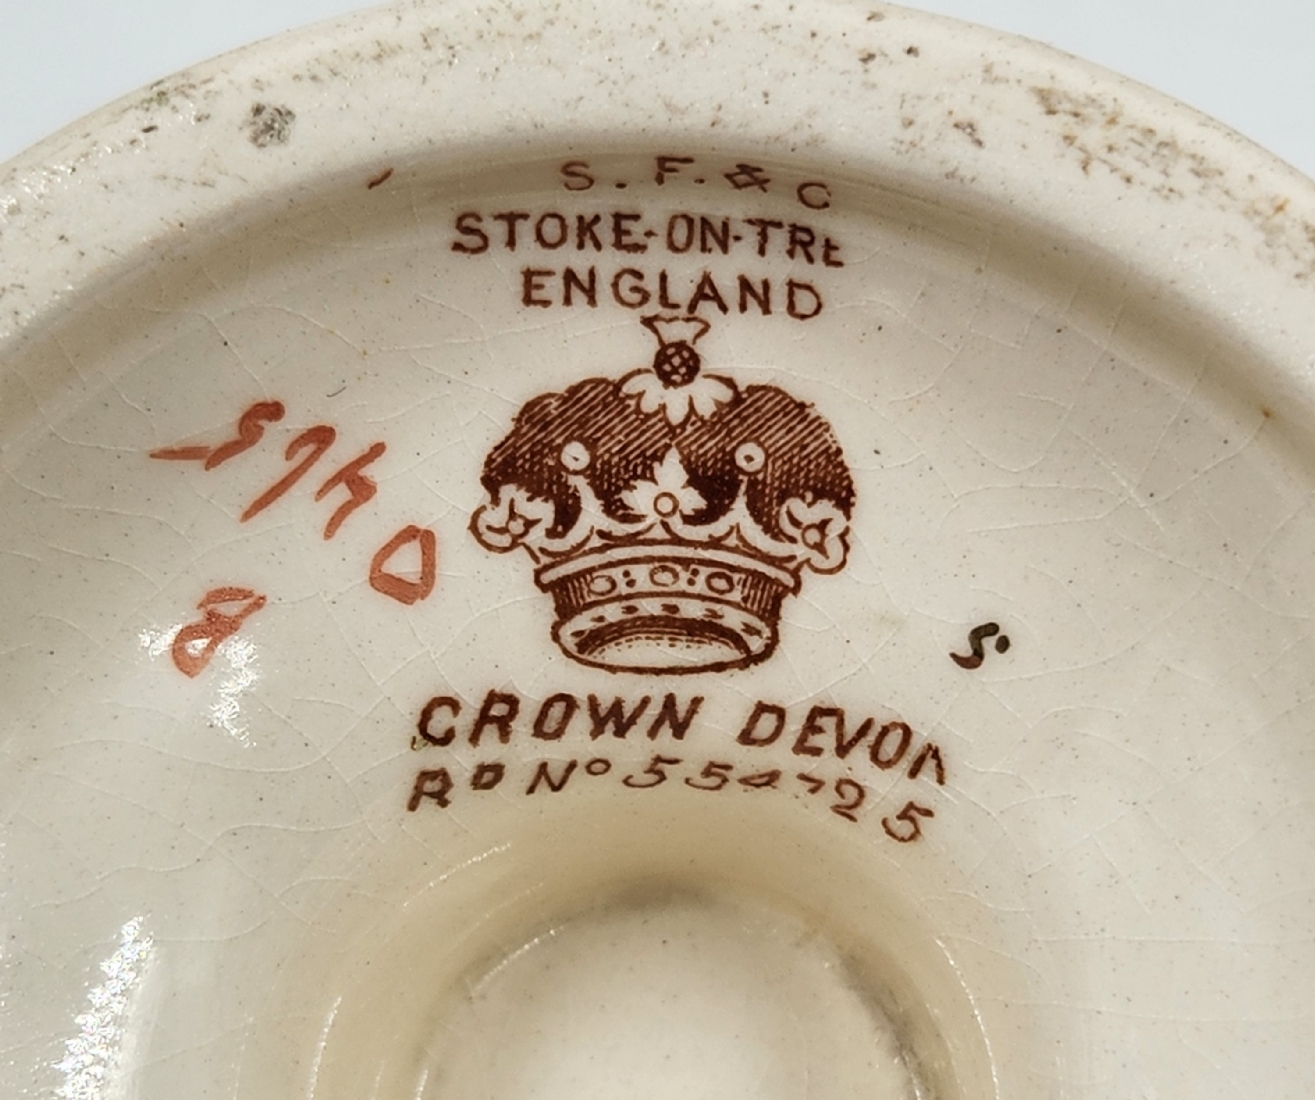 S. F. & C
STOKE-ON-TRE
ENGLAND
CROWN DEVON
RD No 554725
S.